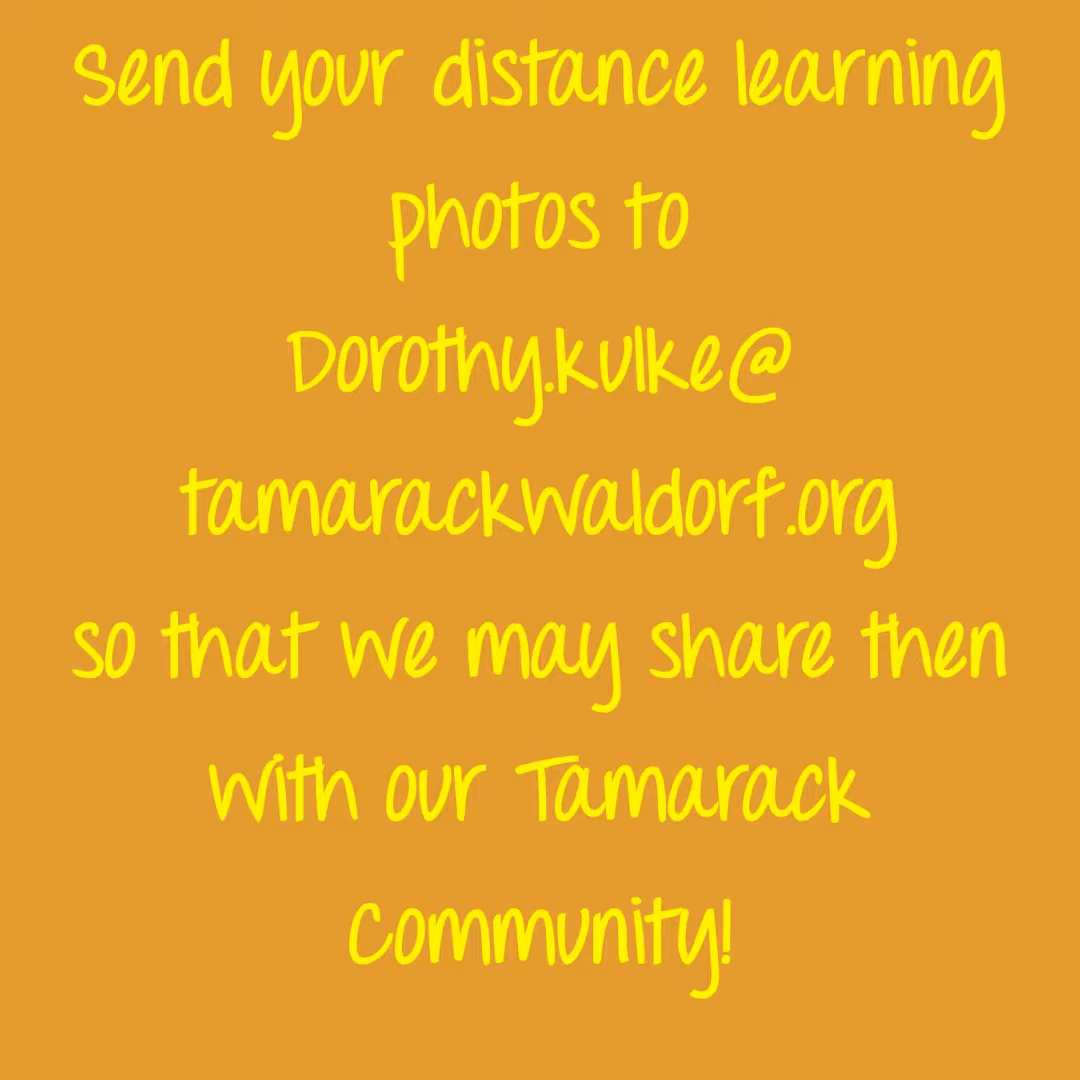 Send your distance learning
photos to
Dorothy.kulke@
tamarackwaldorf.org
so that we may share then
with our Tamarack
Community!